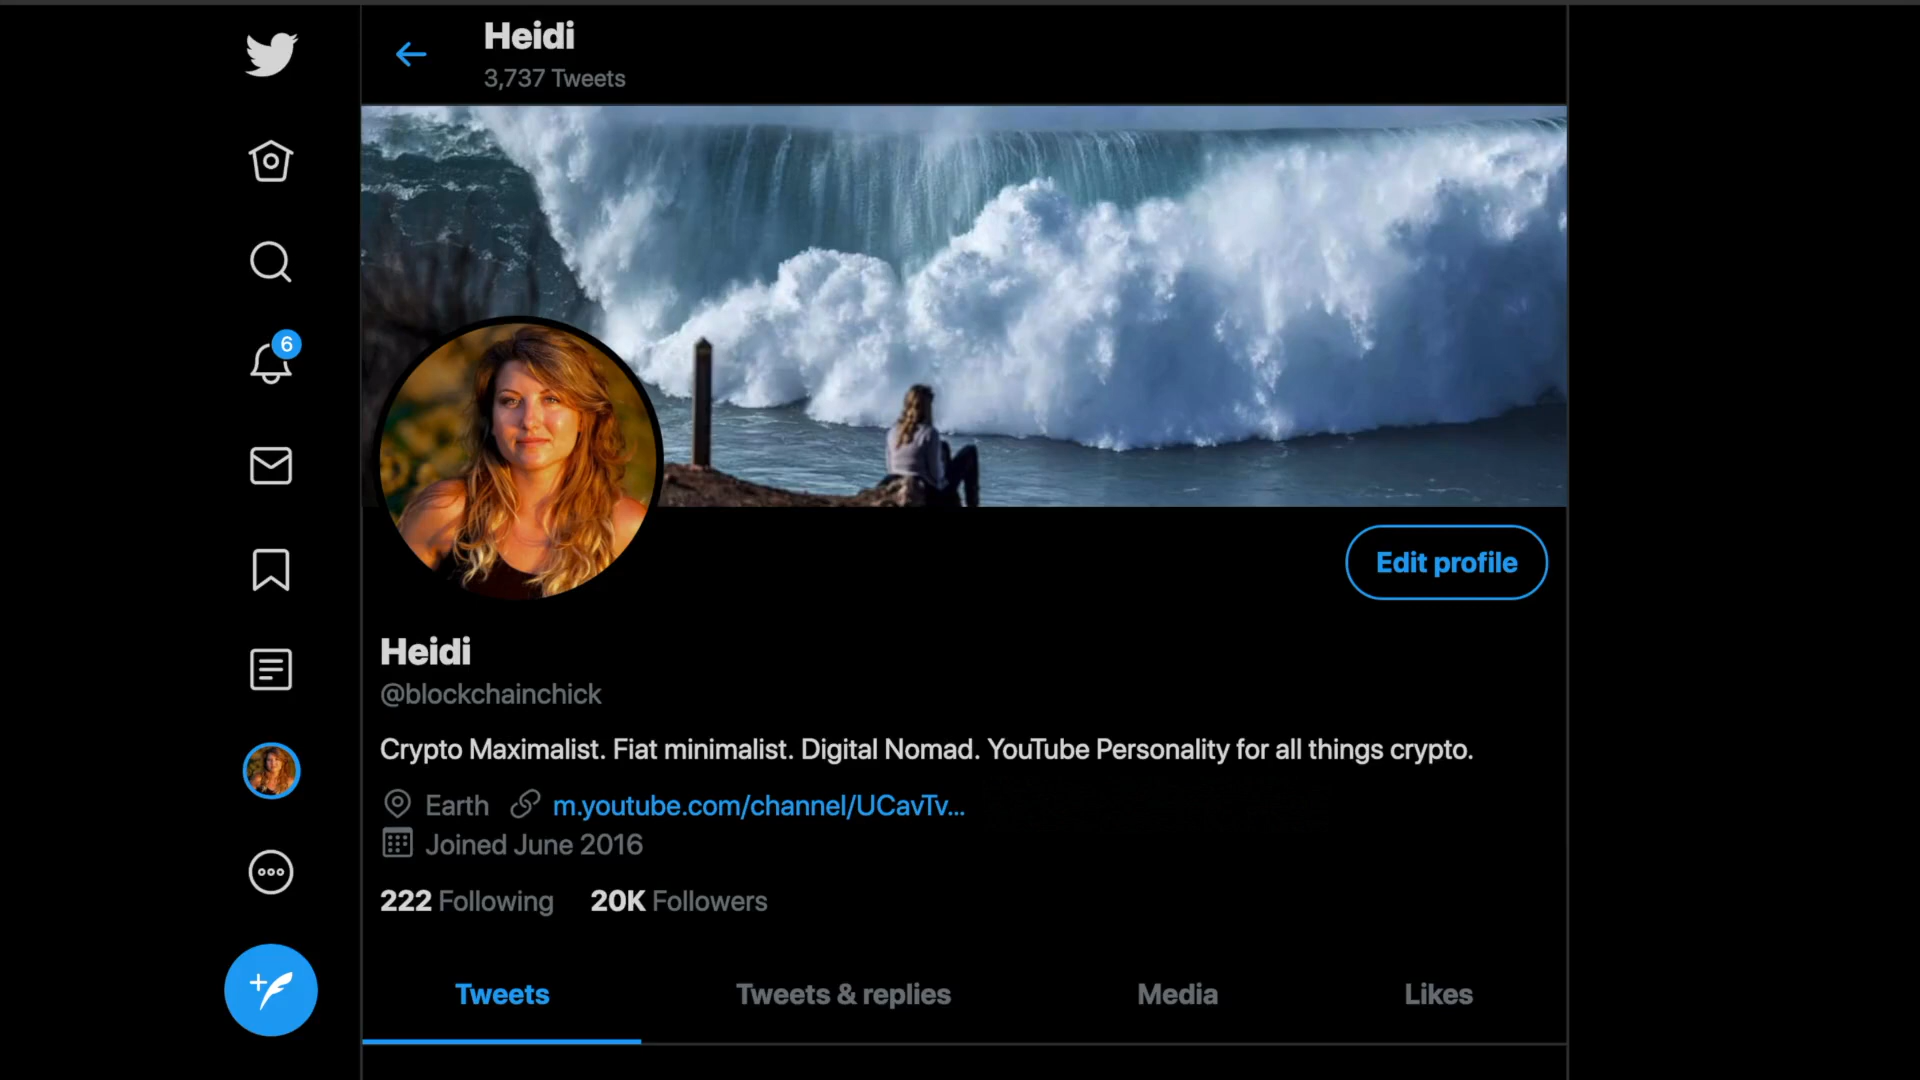 Heidi
3,737 Tweets
6
Edit profile
Heidi
@blockchainchick
Crypto Maximalist. Fiat minimalist. Digital Nomad. YouTube Personality for all things crypto.
Earth m.youtube.com/channel/UCavTv...
Joined June 2016
222 Following 20K Followers
Tweets Tweets & replies Media Likes